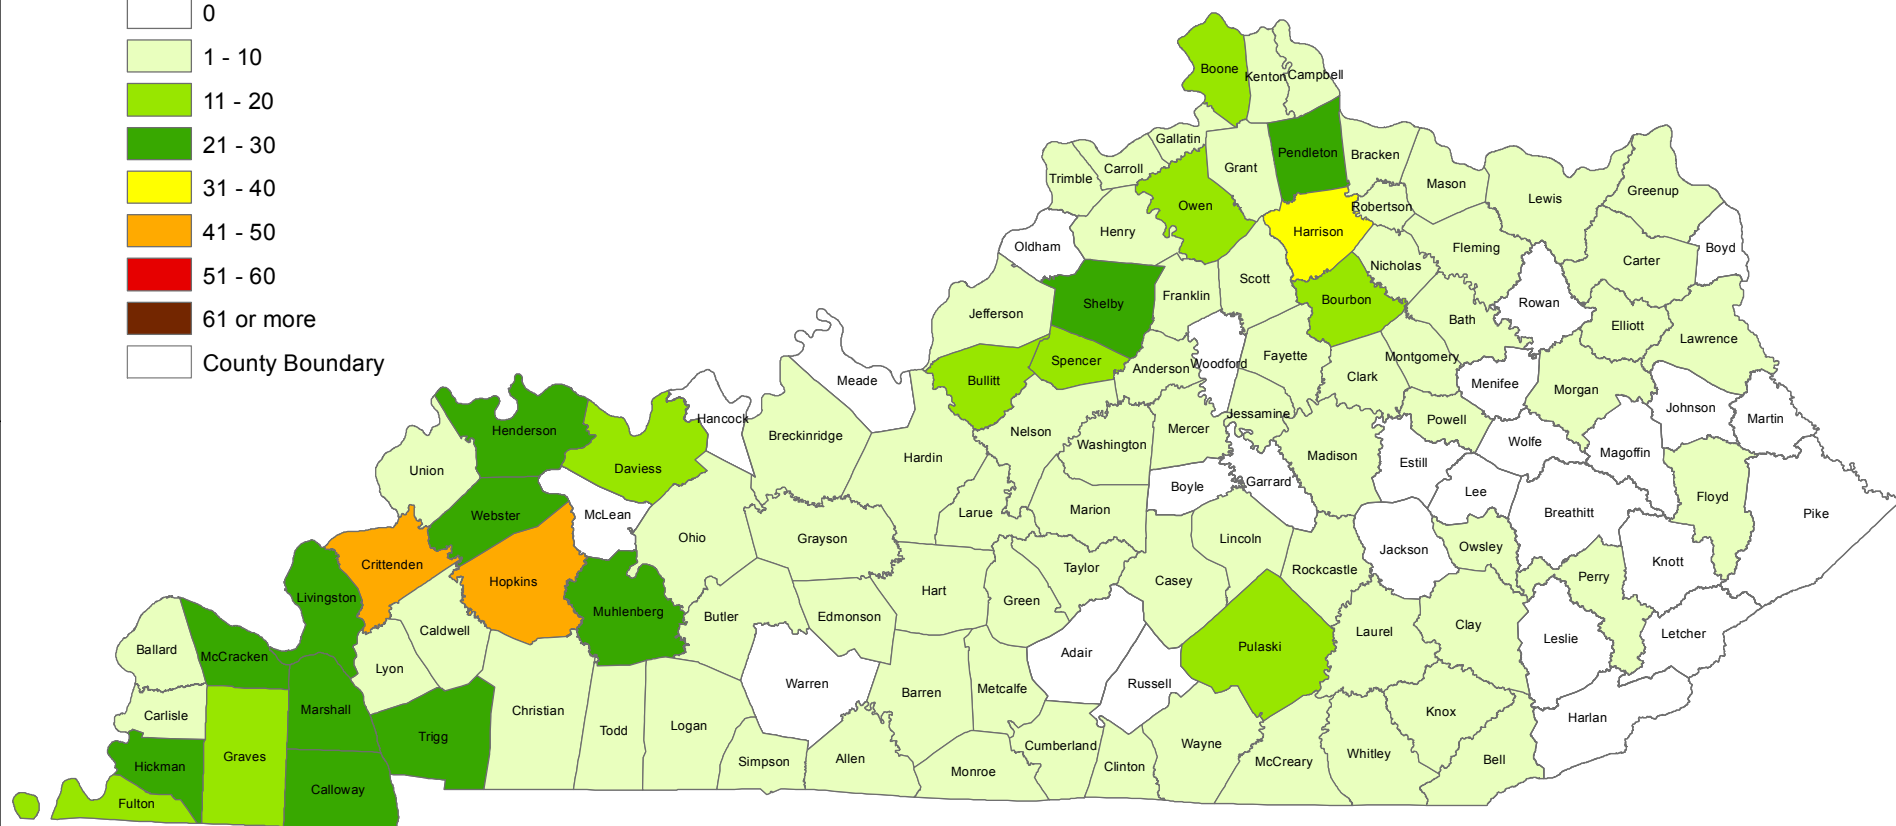 0
1 - 10
11 - 20
21 - 30
31 - 40
41 - 50
51 - 60
61 or more
County Boundary
Boone
Kenton
Campbell
Gallatin
Pendleton
Bracken
Carroll
Grant
Trimble
Mason
Lewis
Greenup
Owen
Robertson
Henry
Harrison
Oldham
Fleming
Boyd
Carter
Nicholas
Scott
Shelby
Franklin
Bourbon
Rowan
Jefferson
Bath
Elliott
Lawrence
Spencer
Anderson
Woodford
Fayette
Montgomery
Bullitt
Meade
Clark
Menifee
Morgan
Johnson
Martin
Hancock
Jessamine
Powell
Henderson
Breckinridge
Nelson
Washington
Mercer
Wolfe
Magoffin
Union
Daviess
Hardin
Madison
Estill
Boyle
Garrard
Lee
Floyd
Webster
McLean
Larue
Marion
Breathitt
Pike
Ohio
Grayson
Lincoln
Jackson
Owsley
Crittenden
Hopkins
Taylor
Casey
Rockcastle
Perry
Knott
Livingston
Muhlenberg
Butler
Edmonson
Hart
Green
Caldwell
Laurel
Clay
Leslie
Letcher
Ballard
McCracken
Lyon
Pulaski
Adair
Warren
Barren
Metcalfe
Russell
Carlisle
Marshall
Christian
Todd
Logan
Knox
Harlan
Trigg
Graves
Hickman
Simpson
Allen
Monroe
Cumberland
Clinton
Wayne
McCreary
Whitley
Bell
Fulton
Calloway